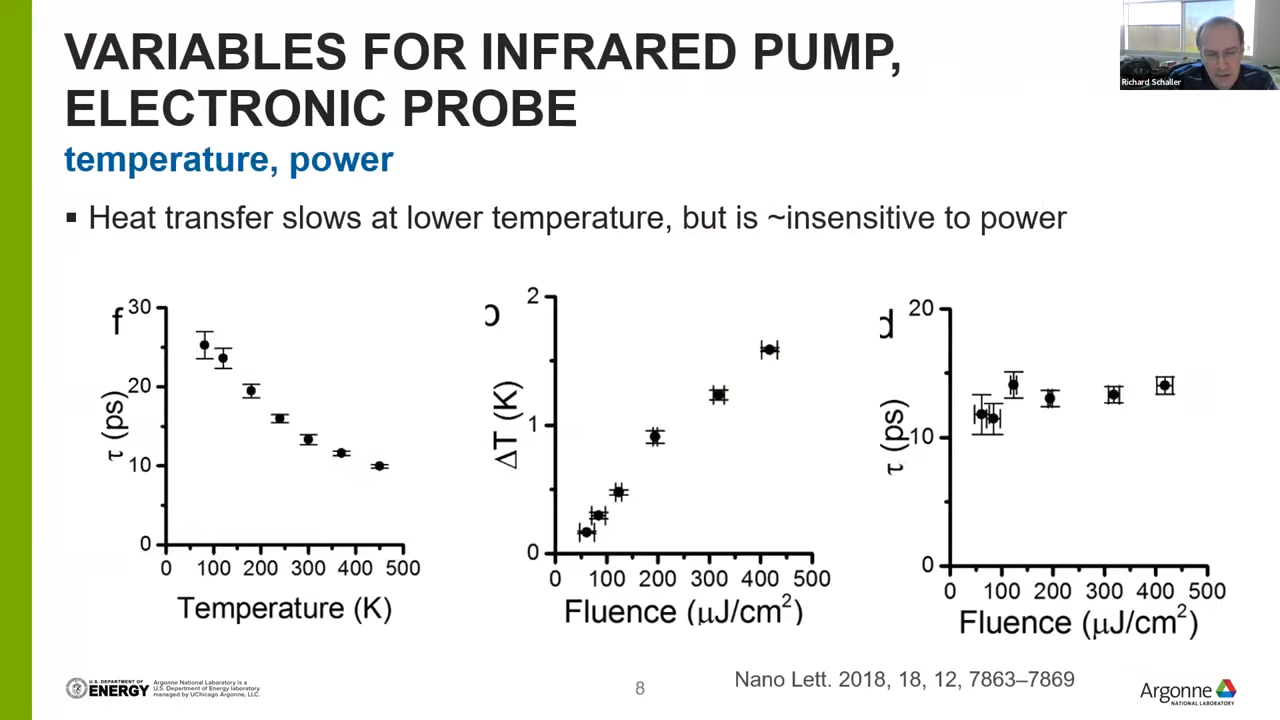 VARIABLES FOR INFRARED PUMP,
ELECTRONIC PROBE
temperature, power
▪ Heat transfer slows at lower temperature, but is ~insensitive to power
Richard Schaller
f
30
20
10
0
τ (ps)
0 100 200 300 400 500
Temperature (K)
b
2
1
0
ΔT (K)
0 100 200 300 400 500
Fluence (μJ/cm²)
d
20
10
0
τ (ps)
0 100 200 300 400 500
Fluence (μJ/cm²)
U.S. DEPARTMENT OF
ENERGY
Argonne National Laboratory is a
U.S. Department of Energy laboratory
managed by UChicago Argonne, LLC.
8
Nano Lett. 2018, 18, 12, 7863–7869
Argonne
NATIONAL LABORATORY